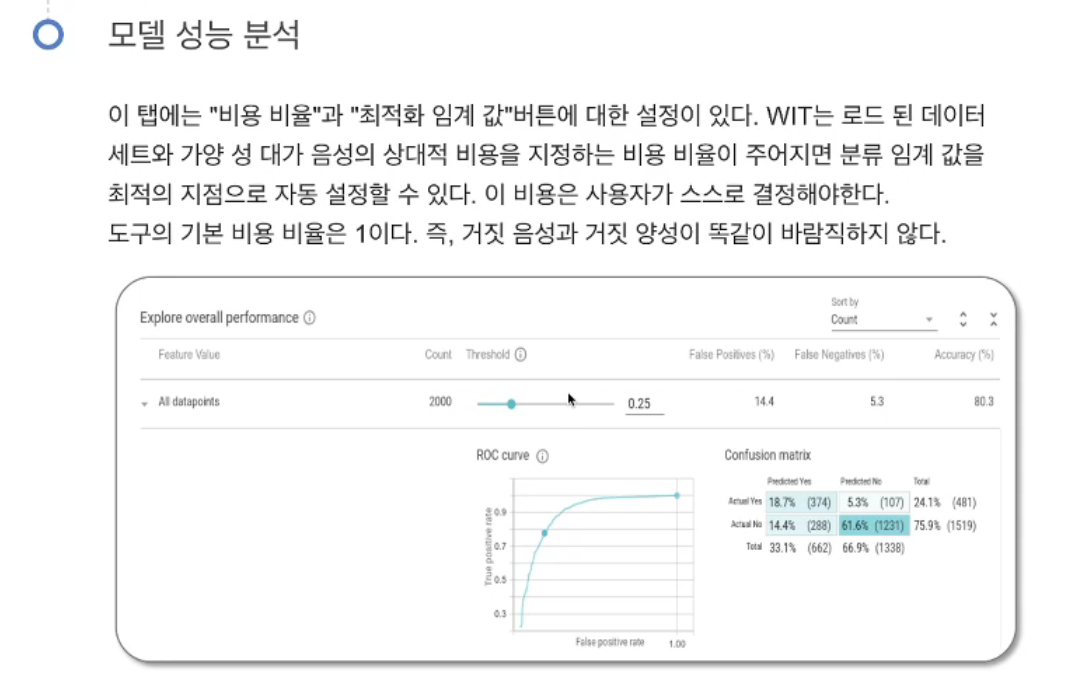 모델 성능 분석
이 탭에는 "비용 비율"과 "최적화 임계 값"버튼에 대한 설정이 있다. WIT는 로드 된 데이터
세트와 가양 성 대가 음성의 상대적 비용을 지정하는 비용 비율이 주어지면 분류 임계 값을
최적의 지점으로 자동 설정할 수 있다. 이 비용은 사용자가 스스로 결정해야한다.
도구의 기본 비용 비율은 1이다. 즉, 거짓 음성과 거짓 양성이 똑같이 바람직하지 않다.
Explore overall performance
Sort by
Count
Feature Value Count Threshold False Positives (%) False Negatives (%) Accuracy (%)
All datapoints 2000 0.25 14.4 5.3 80.3
ROC curve
True positive rate
0.9
0.7
0.5
0.3
False positive rate 1.00
Confusion matrix
Predicted Yes Predicted No Total
Actual Yes 18.7% (374) 5.3% (107) 24.1% (481)
Actual No 14.4% (288) 61.6% (1231) 75.9% (1519)
Total 33.1% (662) 66.9% (1338)